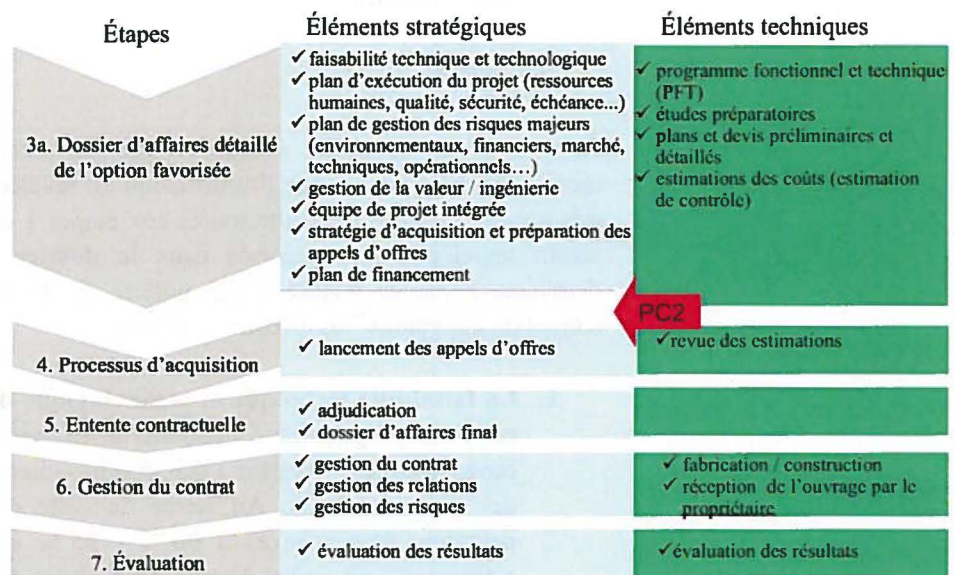 Étapes
Éléments stratégiques
Éléments techniques
3a. Dossier d'affaires détaillé
de l'option favorisée
✓ faisabilité technique et technologique
✓ plan d'exécution du projet (ressources
humaines, qualité, sécurité, échéance...)
✓ plan de gestion des risques majeurs
(environnementaux, financiers, marché,
techniques, opérationnels…)
✓ gestion de la valeur / ingénierie
✓ équipe de projet intégrée
✓ stratégie d'acquisition et préparation des
appels d'offres
✓ plan de financement
✓ programme fonctionnel et technique
(PFT)
✓ études préparatoires
✓ plans et devis préliminaires et
détaillés
✓ estimations des coûts (estimation
de contrôle)
PC2
4. Processus d'acquisition
✓ lancement des appels d'offres
✓ revue des estimations
5. Entente contractuelle
✓ adjudication
✓ dossier d'affaires final
6. Gestion du contrat
✓ gestion du contrat
✓ gestion des relations
✓ gestion des risques
✓ fabrication / construction
✓ réception de l'ouvrage par le
propriétaire
7. Évaluation
✓ évaluation des résultats
✓ évaluation des résultats